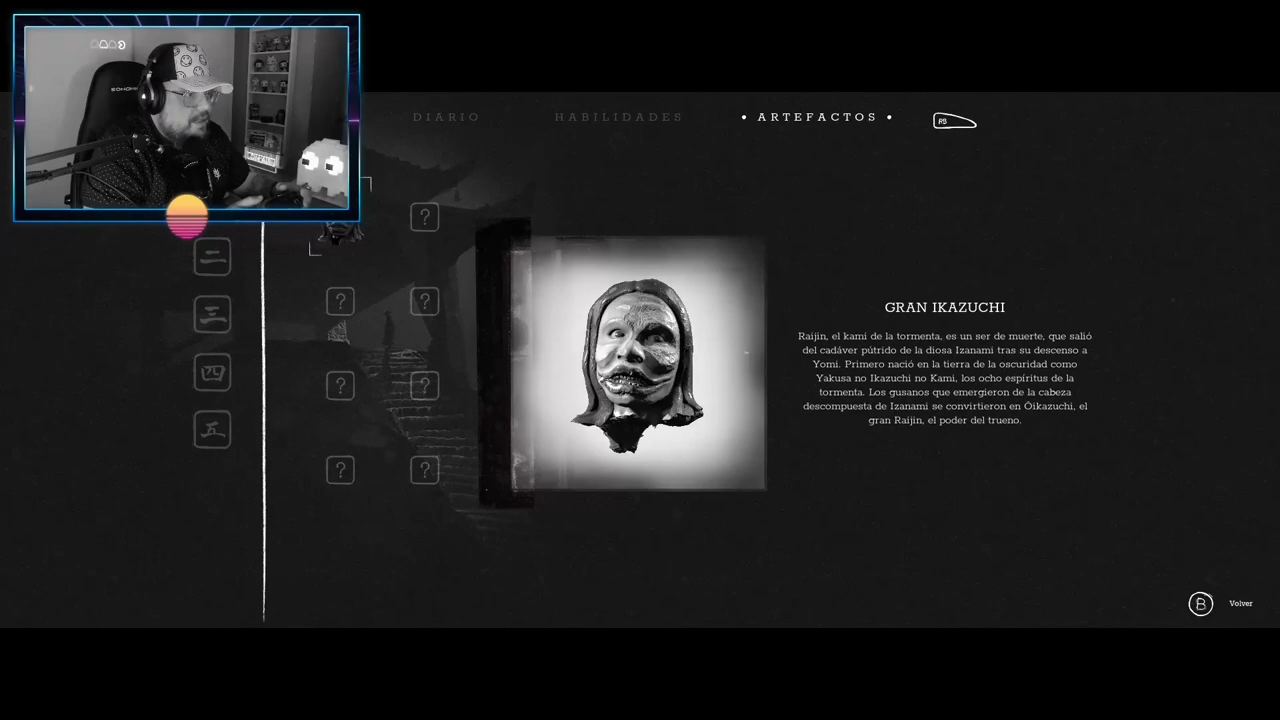 DIARIO
HABILIDADES
• ARTEFACTOS •
RB
?
二
三
? ?
四
? ?
五
? ?
GRAN IKAZUCHI
Raijin, el kami de la tormenta, es un ser de muerte, que salió
del cadáver pútrido de la diosa Izanami tras su descenso a
Yomi. Primero nació en la tierra de la oscuridad como
Yakusa no Ikazuchi no Kami, los ocho espíritus de la
tormenta. Los gusanos que emergieron de la cabeza
descompuesta de Izanami se convirtieron en Ōikazuchi, el
gran Raijin, el poder del trueno.
B Volver